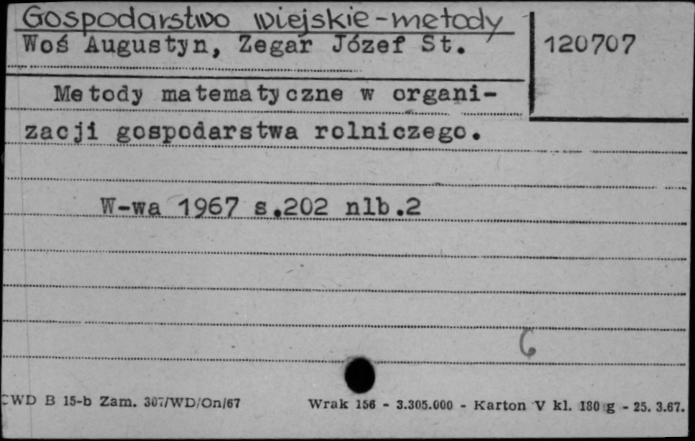 Gospodarstwo wiejskie-metody
Woś Augustyn, Zegar Józef St.
120707
Metody matematyczne w organi-
zacji gospodarstwa rolniczego.
W-wa 1967 s.202 nlb.2
6
CWD B 15-b Zam. 307/WD/On/67
Wrak 156 - 3.305.000 - Karton V kl. 180 g - 25. 3.67.